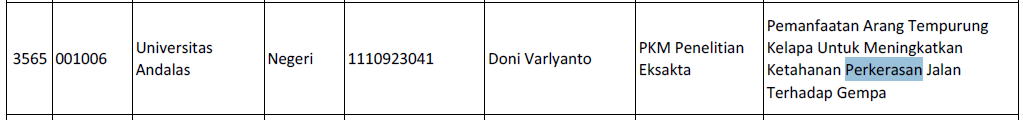 3565 001006 Universitas Andalas Negeri 1110923041 Doni Varlyanto PKM Penelitian Eksakta Pemanfaatan Arang Tempurung
Kelapa Untuk Meningkatkan
Ketahanan Perkerasan Jalan
Terhadap Gempa